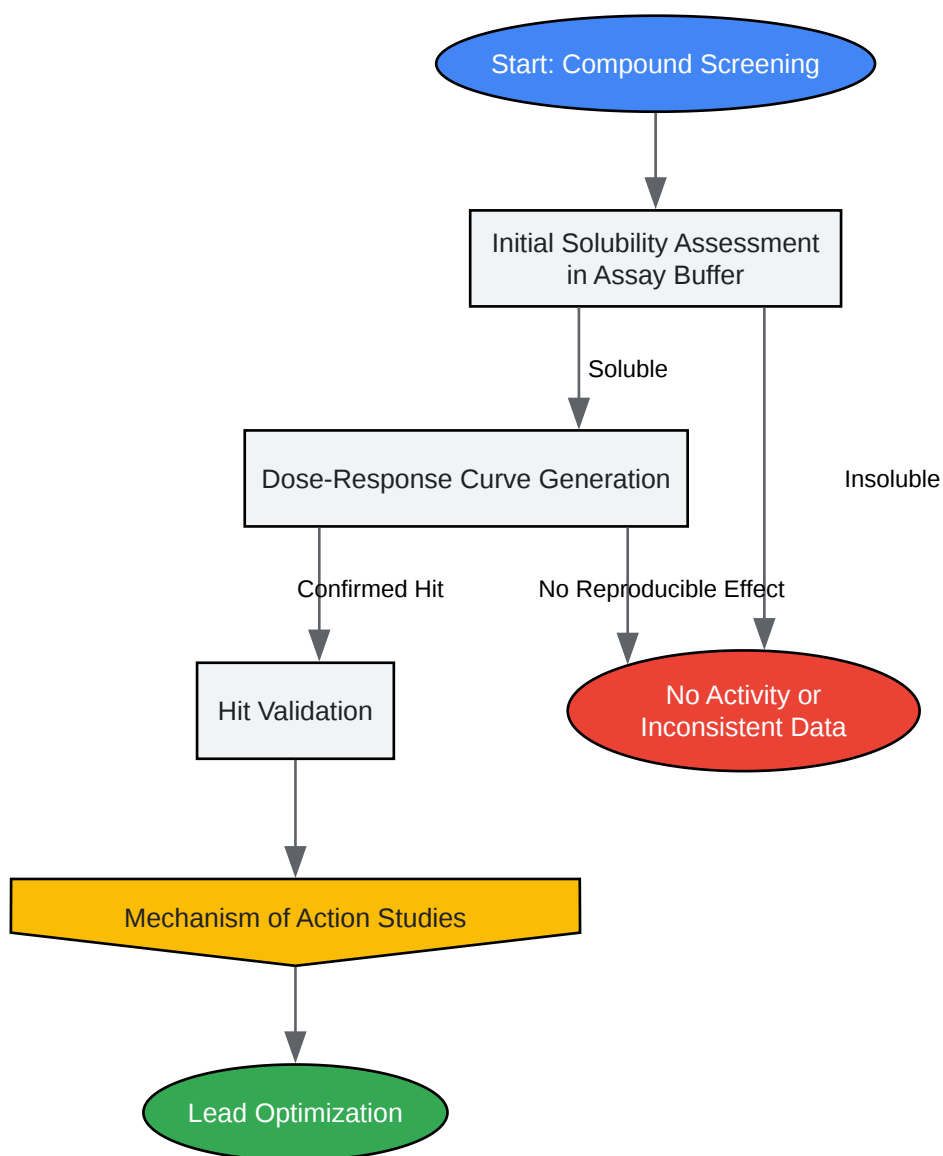 Start: Compound Screening
Initial Solubility Assessment
in Assay Buffer
Soluble
Dose-Response Curve Generation
Insoluble
Confirmed Hit
No Reproducible Effect
Hit Validation
No Activity or
Inconsistent Data
Mechanism of Action Studies
Lead Optimization